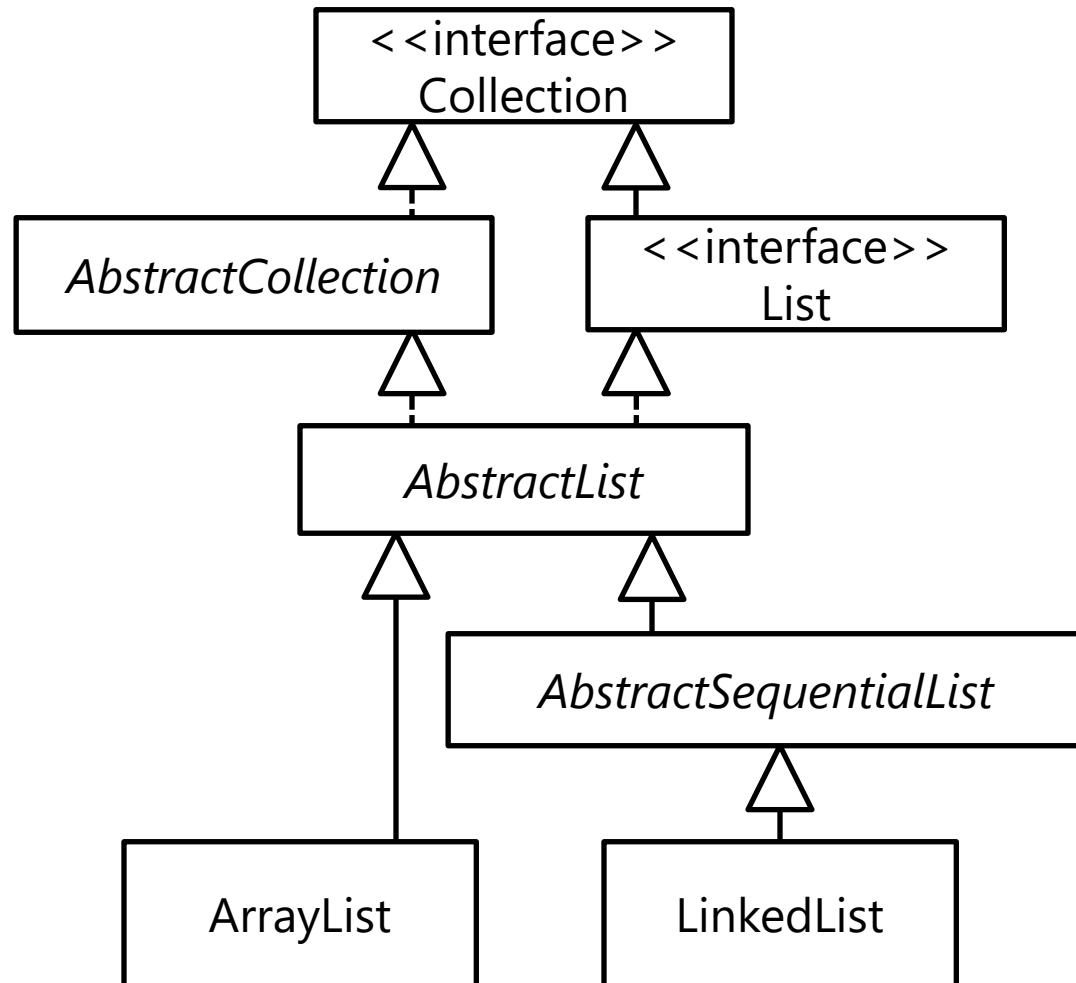 <<interface>>
Collection
AbstractCollection
<<interface>>
List
AbstractList
AbstractSequentialList
ArrayList
LinkedList